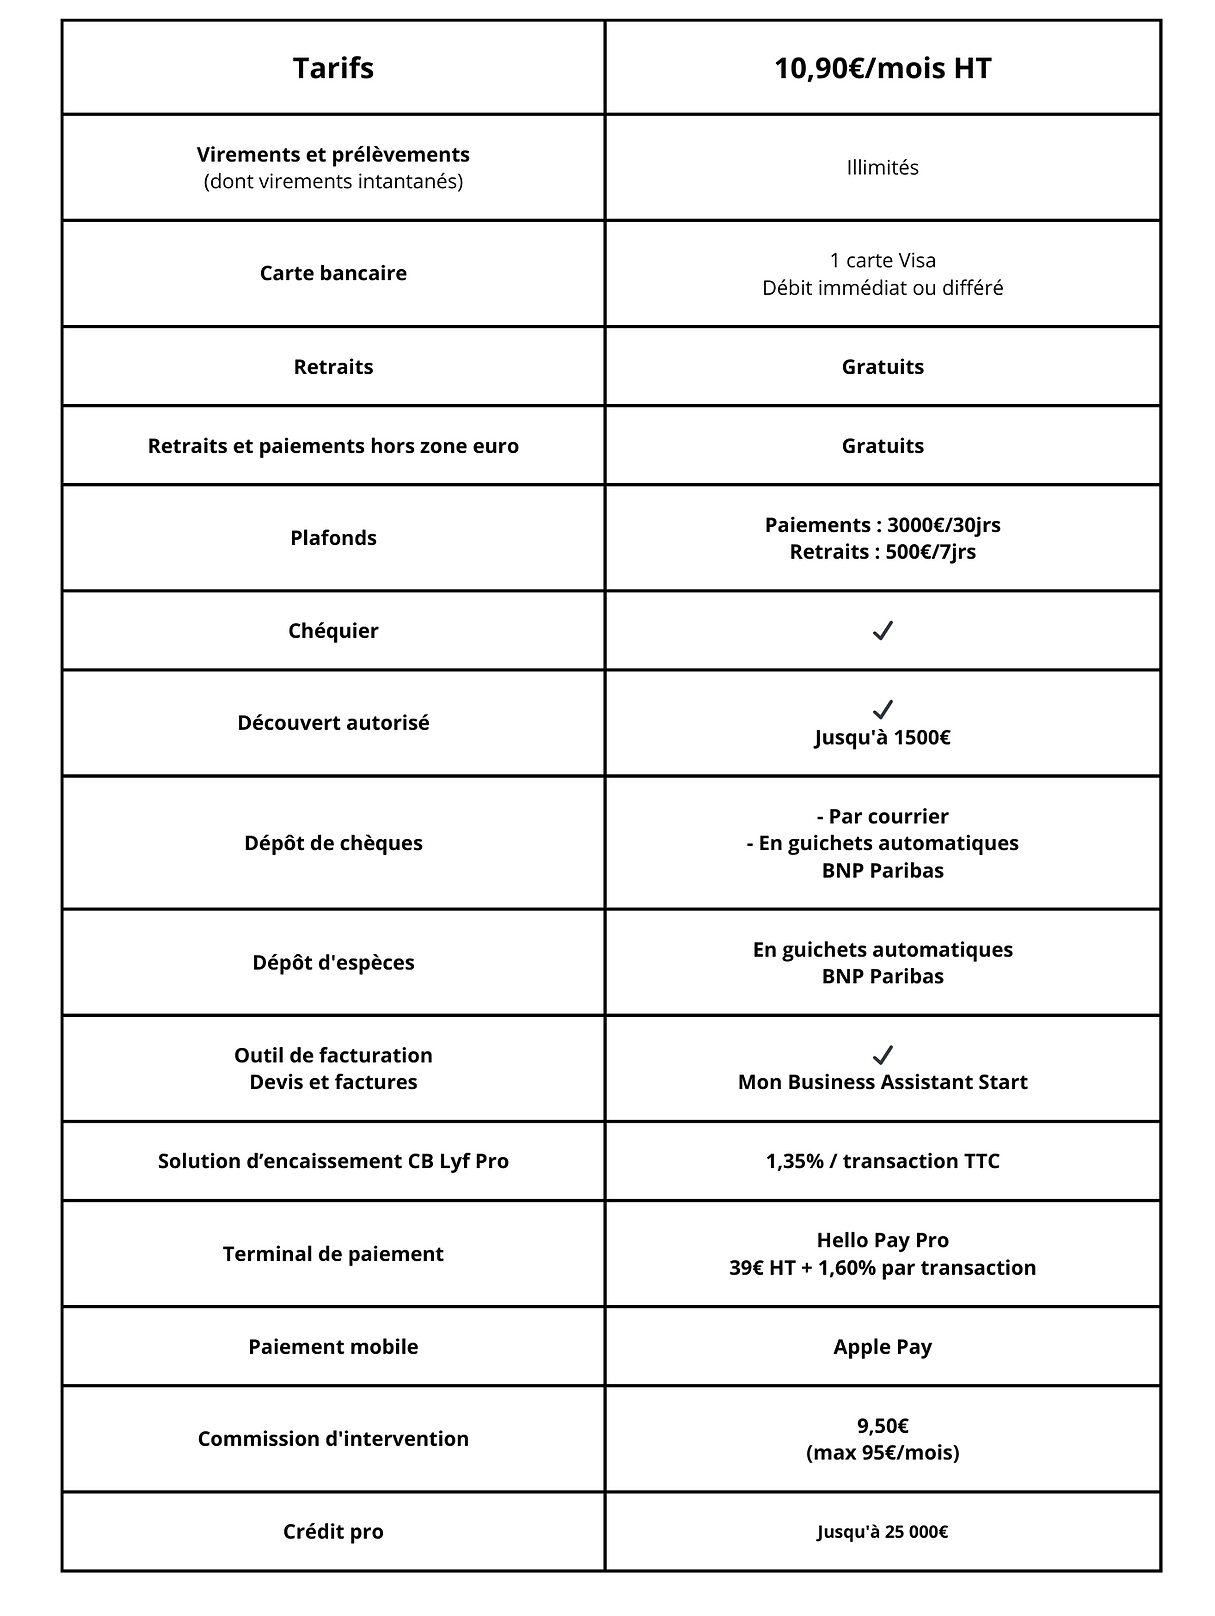 Tarifs
10,90€/mois HT
Virements et prélèvements
(dont virements intantanés)
Illimités
Carte bancaire
1 carte Visa
Débit immédiat ou différé
Retraits
Gratuits
Retraits et paiements hors zone euro
Gratuits
Plafonds
Paiements : 3000€/30jrs
Retraits : 500€/7jrs
Chéquier
✓
Découvert autorisé
✓
Jusqu'à 1500€
Dépôt de chèques
- Par courrier
- En guichets automatiques
BNP Paribas
Dépôt d'espèces
En guichets automatiques
BNP Paribas
Outil de facturation
Devis et factures
✓
Mon Business Assistant Start
Solution d’encaissement CB Lyf Pro
1,35% / transaction TTC
Terminal de paiement
Hello Pay Pro
39€ HT + 1,60% par transaction
Paiement mobile
Apple Pay
Commission d'intervention
9,50€
(max 95€/mois)
Crédit pro
Jusqu'à 25 000€